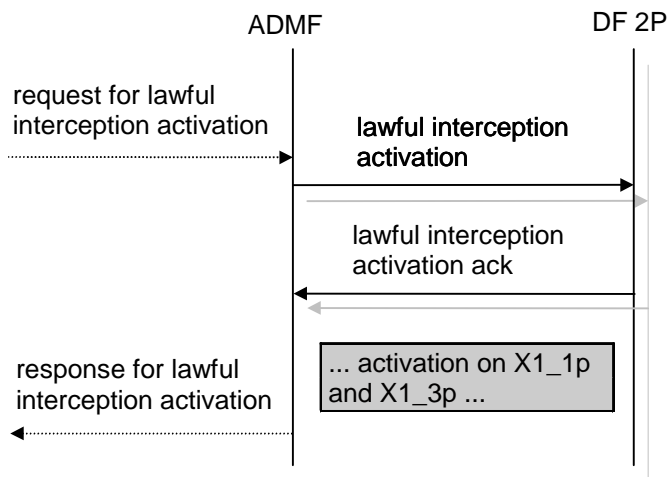 ADMF
DF 2P
request for lawful
interception activation
lawful interception
activation
lawful interception
activation ack
... activation on X1_1p
and X1_3p ...
response for lawful
interception activation